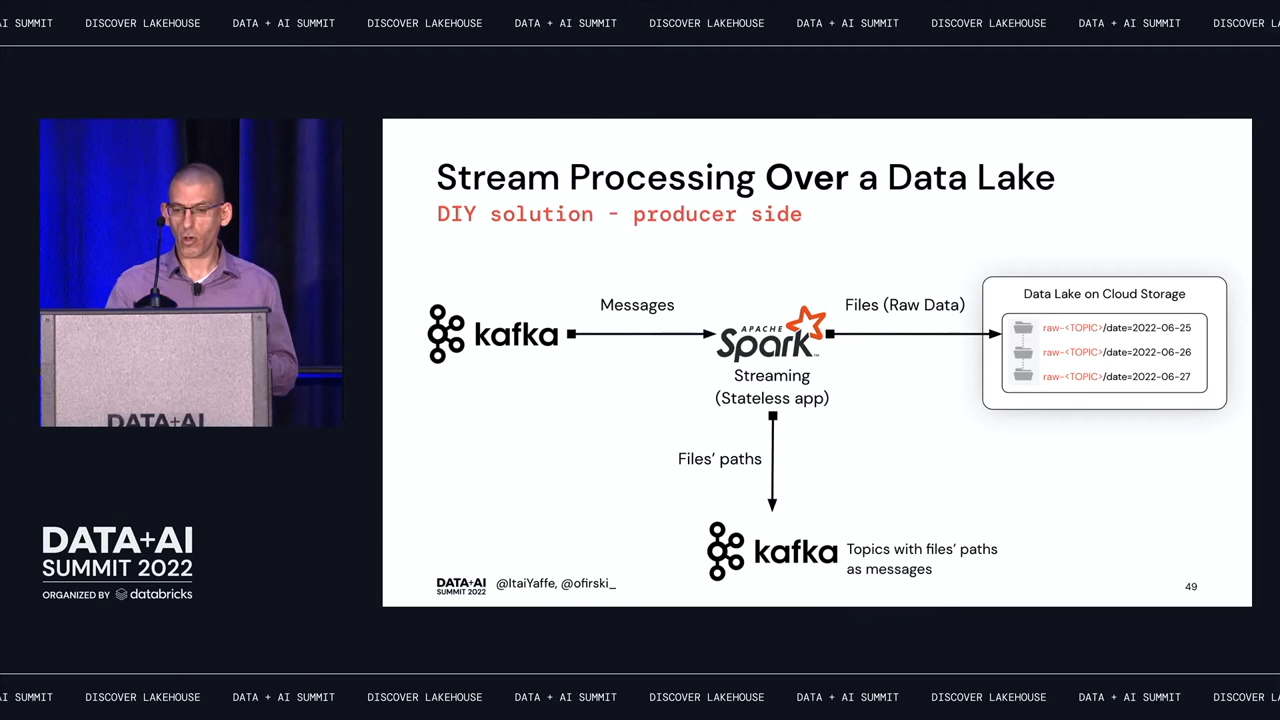 AI SUMMIT DISCOVER LAKEHOUSE DATA + AI SUMMIT DISCOVER LAKEHOUSE DATA + AI SUMMIT DISCOVER LAKEHOUSE DATA + AI SUMMIT DISCOVER LAKEHOUSE DATA + AI SUMMIT DISCOVER L
Stream Processing Over a Data Lake
DIY solution - producer side
kafka
Messages
APACHE
Spark
Streaming
(Stateless app)
Files (Raw Data)
Data Lake on Cloud Storage
raw-<TOPIC>/date=2022-06-25
raw-<TOPIC>/date=2022-06-26
raw-<TOPIC>/date=2022-06-27
Files' paths
kafka
Topics with files' paths
as messages
DATA+AI
SUMMIT 2022
@ItaiYaffe, @ofirski_
49
DATA+AI
DATA+AI
SUMMIT 2022
ORGANIZED BY databricks
AI SUMMIT DISCOVER LAKEHOUSE DATA + AI SUMMIT DISCOVER LAKEHOUSE DATA + AI SUMMIT DISCOVER LAKEHOUSE DATA + AI SUMMIT DISCOVER LAKEHOUSE DATA + AI SUMMIT DISCOVER L